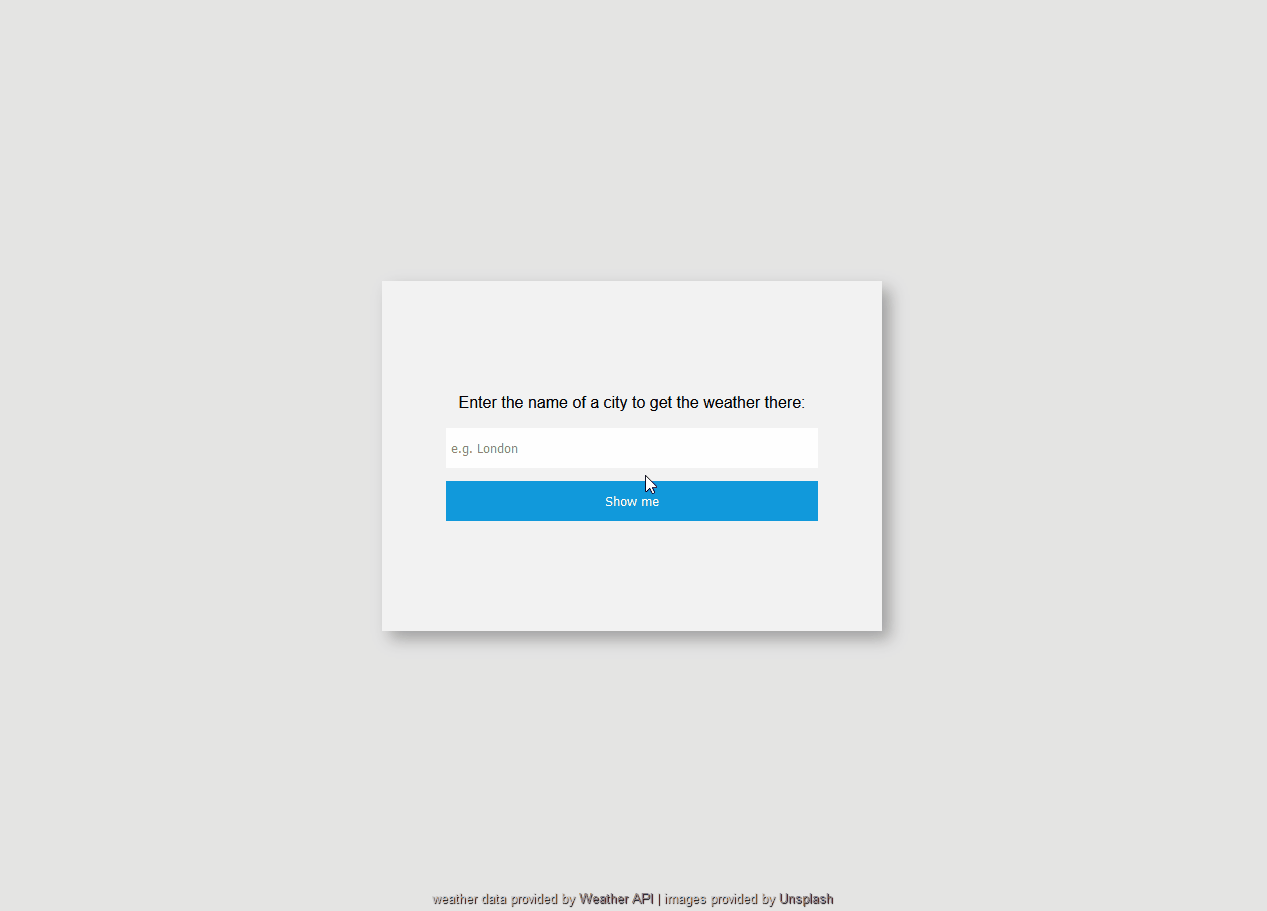 Enter the name of a city to get the weather there:
e.g. London
Show me
weather data provided by Weather API | images provided by Unsplash